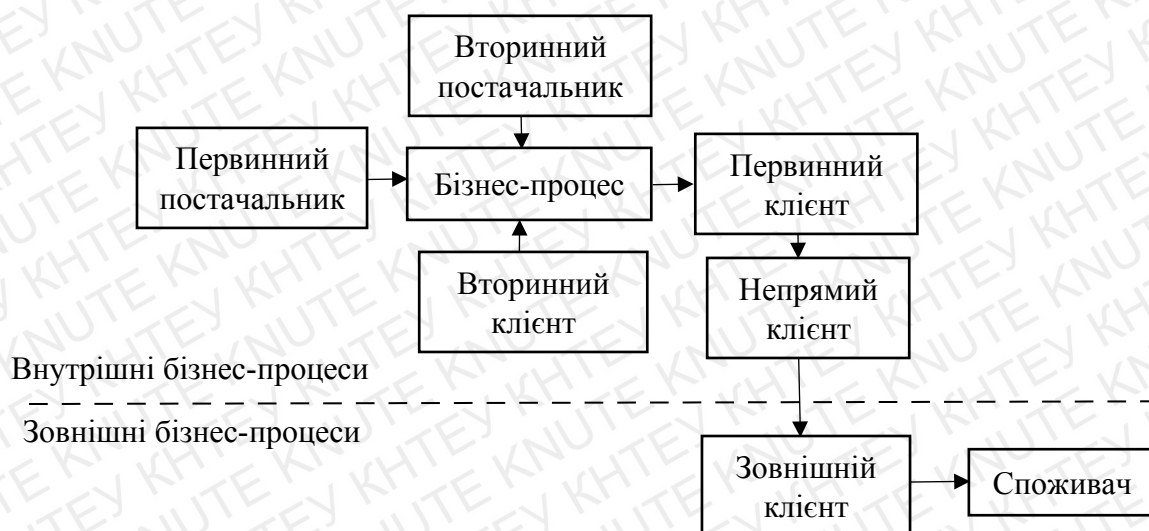 Вторинний
постачальник
Первинний
постачальник
Бізнес-процес
Первинний
клієнт
Вторинний
клієнт
Непрямий
клієнт
Внутрішні бізнес-процеси
Зовнішні бізнес-процеси
Зовнішній
клієнт
Споживач